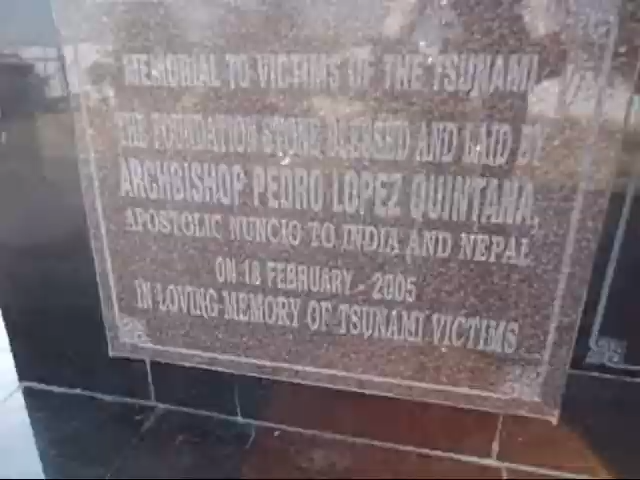 MEMORIAL TO VICTIMS OF THE TSUNAMI
THE FOUNDATION STONE BLESSED AND LAID BY
ARCHBISHOP PEDRO LOPEZ QUINTANA,
APOSTOLIC NUNCIO TO INDIA AND NEPAL
ON 18 FEBRUARY - 2005
IN LOVING MEMORY OF TSUNAMI VICTIMS